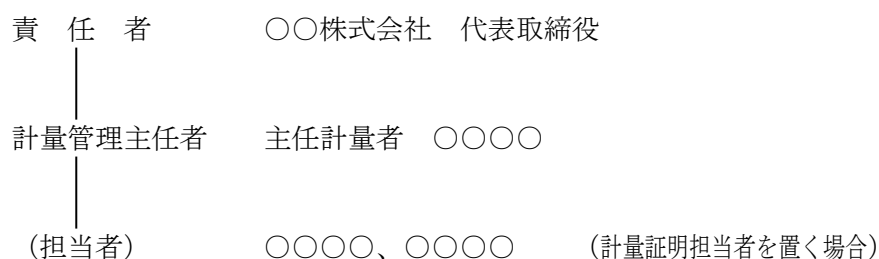 責　任　者　　　　○○株式会社　代表取締役
計量管理主任者　　主任計量者　○○○○
（担当者）　　　　○○○○、○○○○　　（計量証明担当者を置く場合）